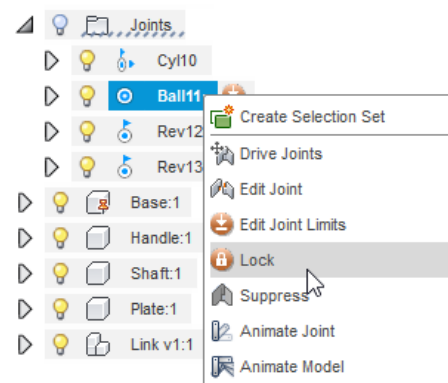 Joints
Cyl10
Ball11:
Create Selection Set
Rev12
Drive Joints
Rev13
Edit Joint
Base:1
Edit Joint Limits
Handle:1
Lock
Shaft:1
Suppress
Plate:1
Animate Joint
Link v1:1
Animate Model